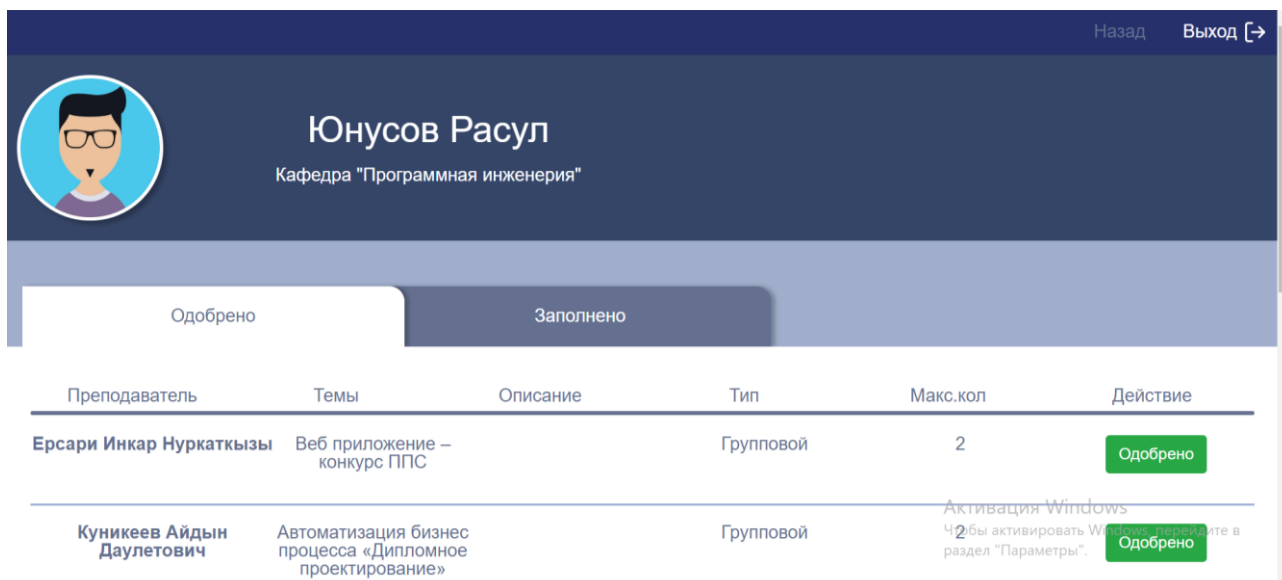 Назад Выход
Юнусов Расул
Кафедра "Программная инженерия"
Одобрено Заполнено
Преподаватель Темы Описание Тип Макс.кол Действие
Ерсари Инкар Нуркаткызы Веб приложение – Групповой 2 Одобрено
конкурс ППС
Активация Windows
Куникеев Айдын Автоматизация бизнес Групповой 2 Чтобы активировать Windows, перейдите в
Даулетович процесса «Дипломное раздел "Параметры". Одобрено
проектирование»